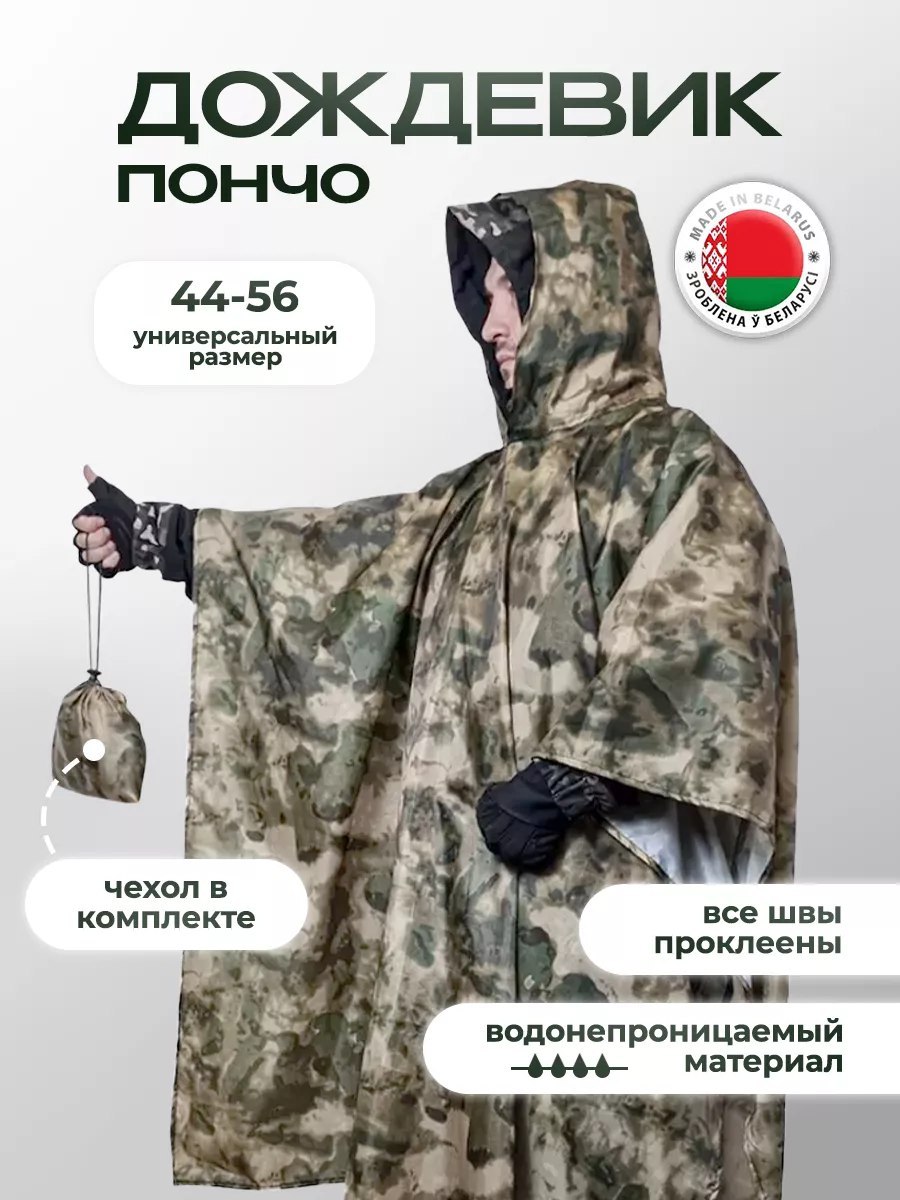 ДОЖДЕВИК
ПОНЧО
MADE IN BELARUS
ЗРОБЛЕНА Ў БЕЛАРУСІ
44-56
универсальный
размер
чехол в
комплекте
все швы
проклеены
водонепроницаемый
материал